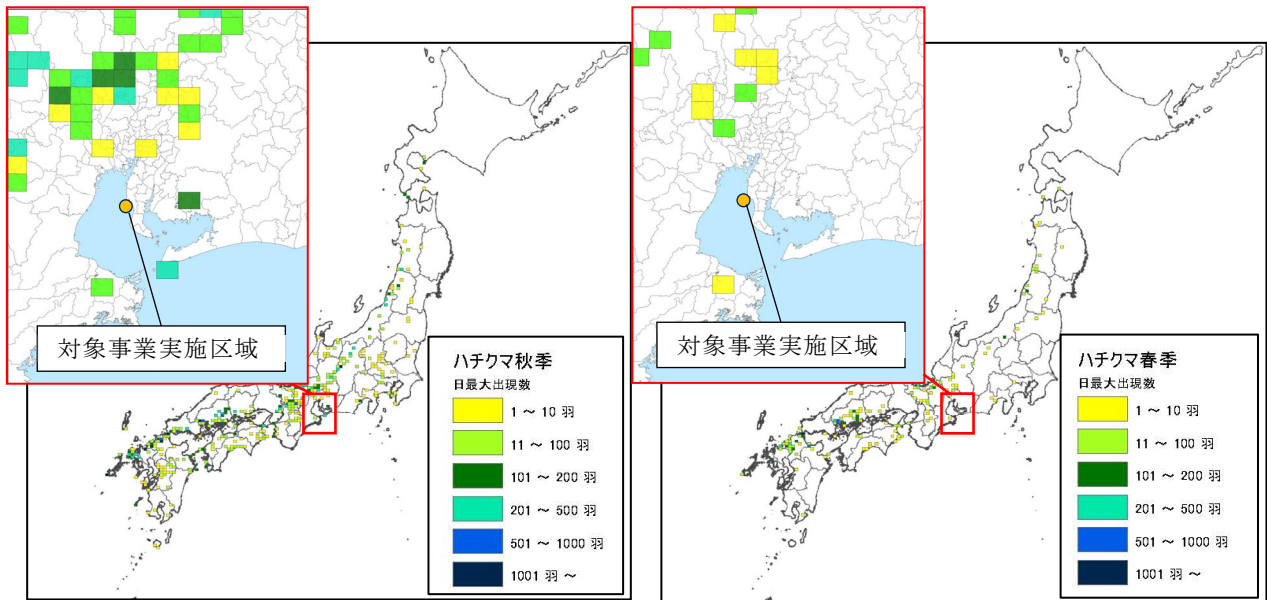 対象事業実施区域
ハチクマ秋季
日最大出現数
1 ～ 10 羽
11 ～ 100 羽
101 ～ 200 羽
201 ～ 500 羽
501 ～ 1000 羽
1001 羽 ～
対象事業実施区域
ハチクマ春季
日最大出現数
1 ～ 10 羽
11 ～ 100 羽
101 ～ 200 羽
201 ～ 500 羽
501 ～ 1000 羽
1001 羽 ～